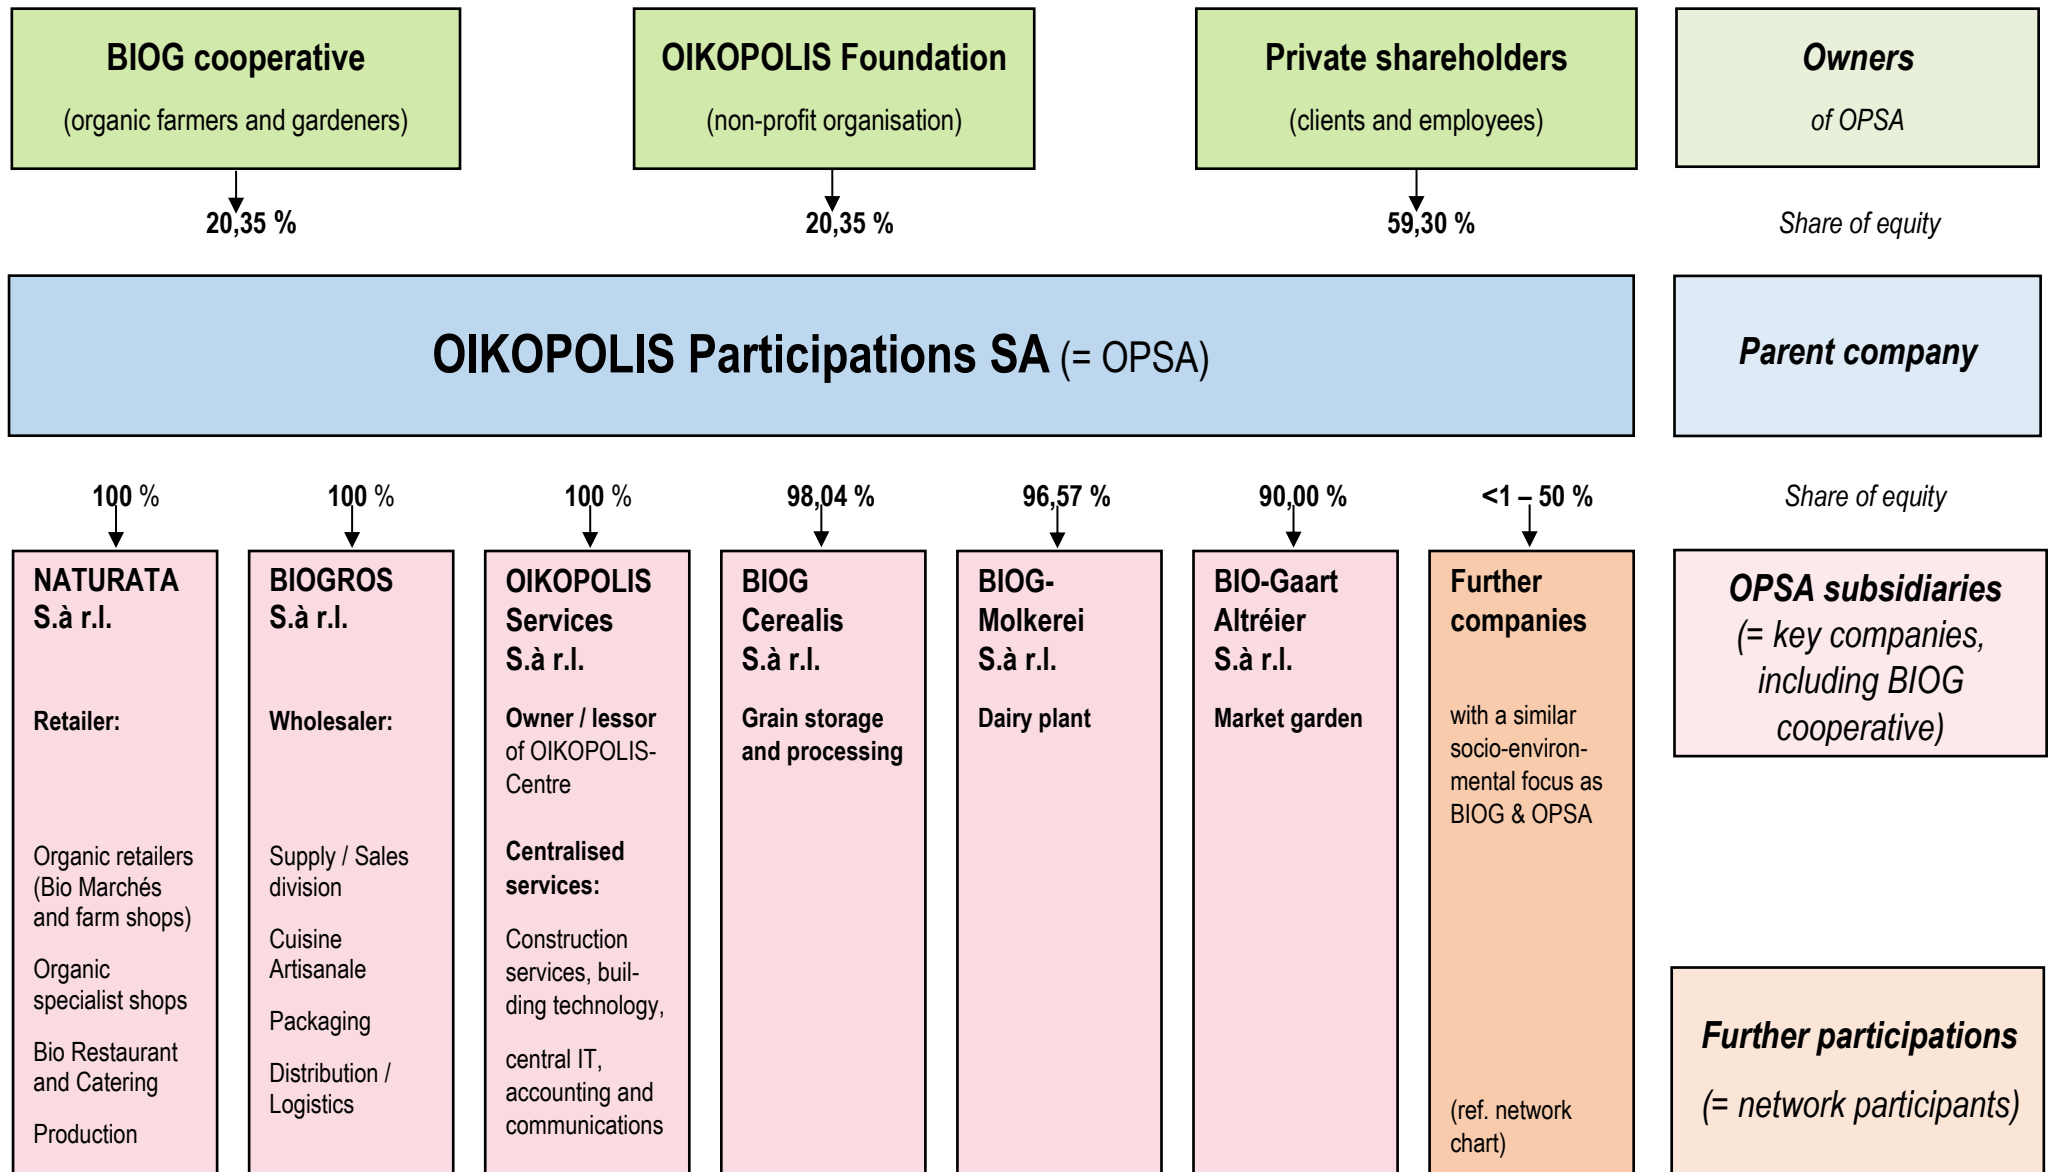 BIOG cooperative
(organic farmers and gardeners)
OIKOPOLIS Foundation
(non-profit organisation)
Private shareholders
(clients and employees)
Owners
of OPSA
20,35 %
20,35 %
59,30 %
Share of equity
OIKOPOLIS Participations SA (= OPSA)
Parent company
100 %
100 %
100 %
98,04 %
96,57 %
90,00 %
<1 – 50 %
Share of equity
NATURATA
S.à r.l.
Retailer:
Organic retailers
(Bio Marchés
and farm shops)
Organic
specialist shops
Bio Restaurant
and Catering
Production
BIOGROS
S.à r.l.
Wholesaler:
Supply / Sales
division
Cuisine
Artisanale
Packaging
Distribution /
Logistics
OIKOPOLIS
Services
S.à r.l.
Owner / lessor
of OIKOPOLIS-
Centre
Centralised
services:
Construction
services, buil-
ding technology,
central IT,
accounting and
communications
BIOG
Cerealis
S.à r.l.
Grain storage
and processing
BIOG-
Molkerei
S.à r.l.
Dairy plant
BIO-Gaart
Altréier
S.à r.l.
Market garden
Further
companies
with a similar
socio-environ-
mental focus as
BIOG & OPSA
(ref. network
chart)
OPSA subsidiaries
(= key companies,
including BIOG
cooperative)
Further participations
(= network participants)